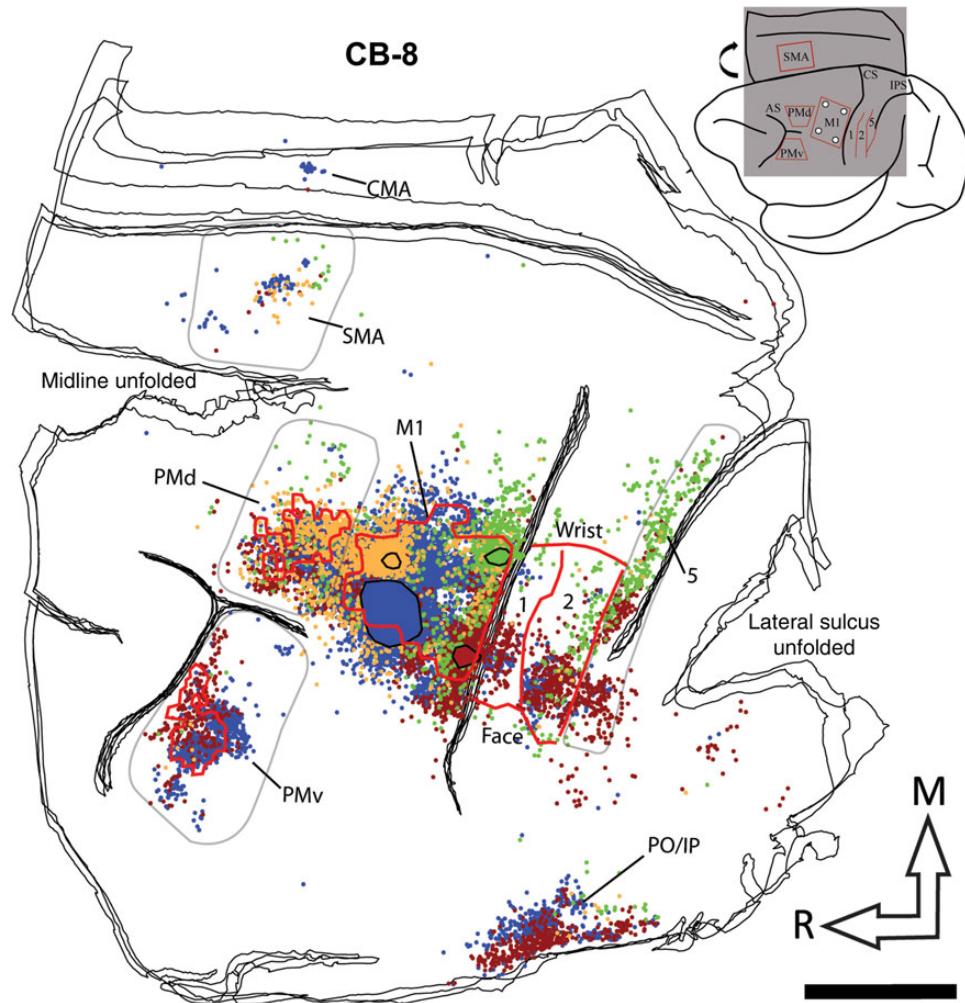 CB-8
SMA
CS
IPS
AS
PMd
M1
1
2
5
PMv
CMA
SMA
Midline unfolded
M1
PMd
Wrist
5
1
2
Lateral sulcus
unfolded
Face
PMv
M
PO/IP
R